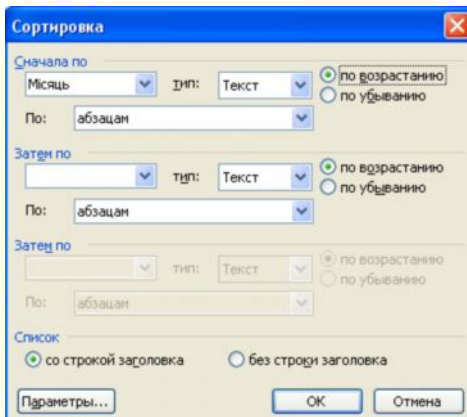 Сортировка
Сначала по
Місяць тип: Текст по возрастанию
по убыванию
По: абзацам
Затем по
тип: Текст по возрастанию
по убыванию
По: абзацам
Затем по
тип: Текст по возрастанию
по убыванию
По: абзацам
Список
со строкой заголовка без строки заголовка
Параметры... ОК Отмена